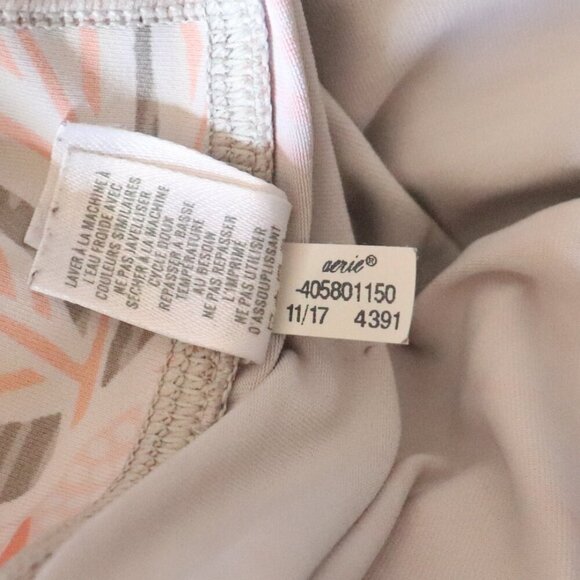 LAVER À LA MACHINE À
L'EAU FROIDE AVEC
COULEURS SIMILAIRES
NE PAS JAVELLISER
SÉCHER À LA MACHINE
CYCLE DOUX
REPASSER À BASSE
TEMPÉRATURE
AU BESOIN
NE PAS REPASSER
L'IMPRIMÉ
NE PAS UTILISER
D'ASSOUPLISSANT
aerie®
-405801150
11/17 4391